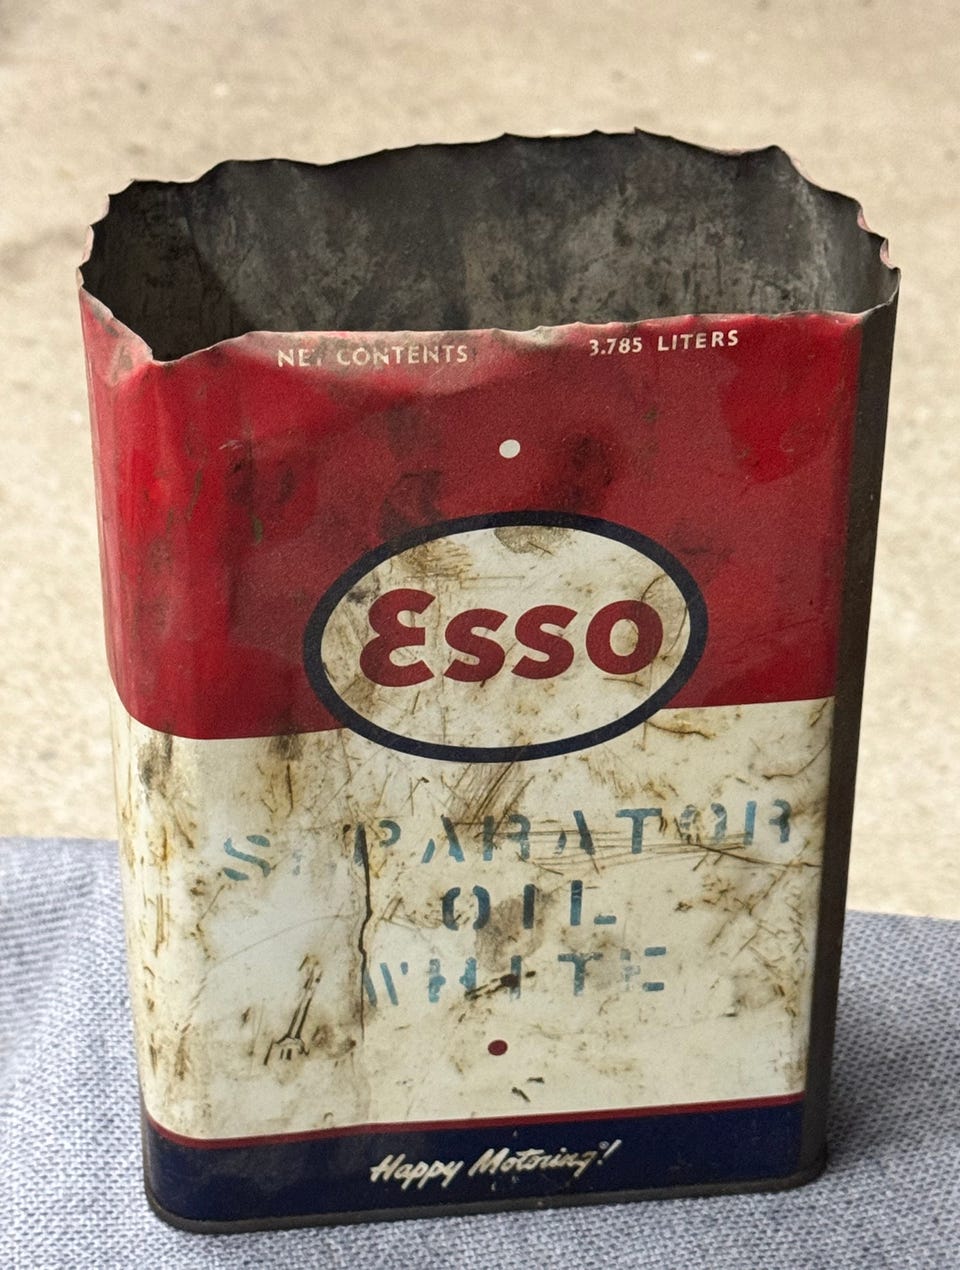 NET CONTENTS 3.785 LITERS
Esso
SEPARATOR
OIL
WHITE
Happy Motoring!